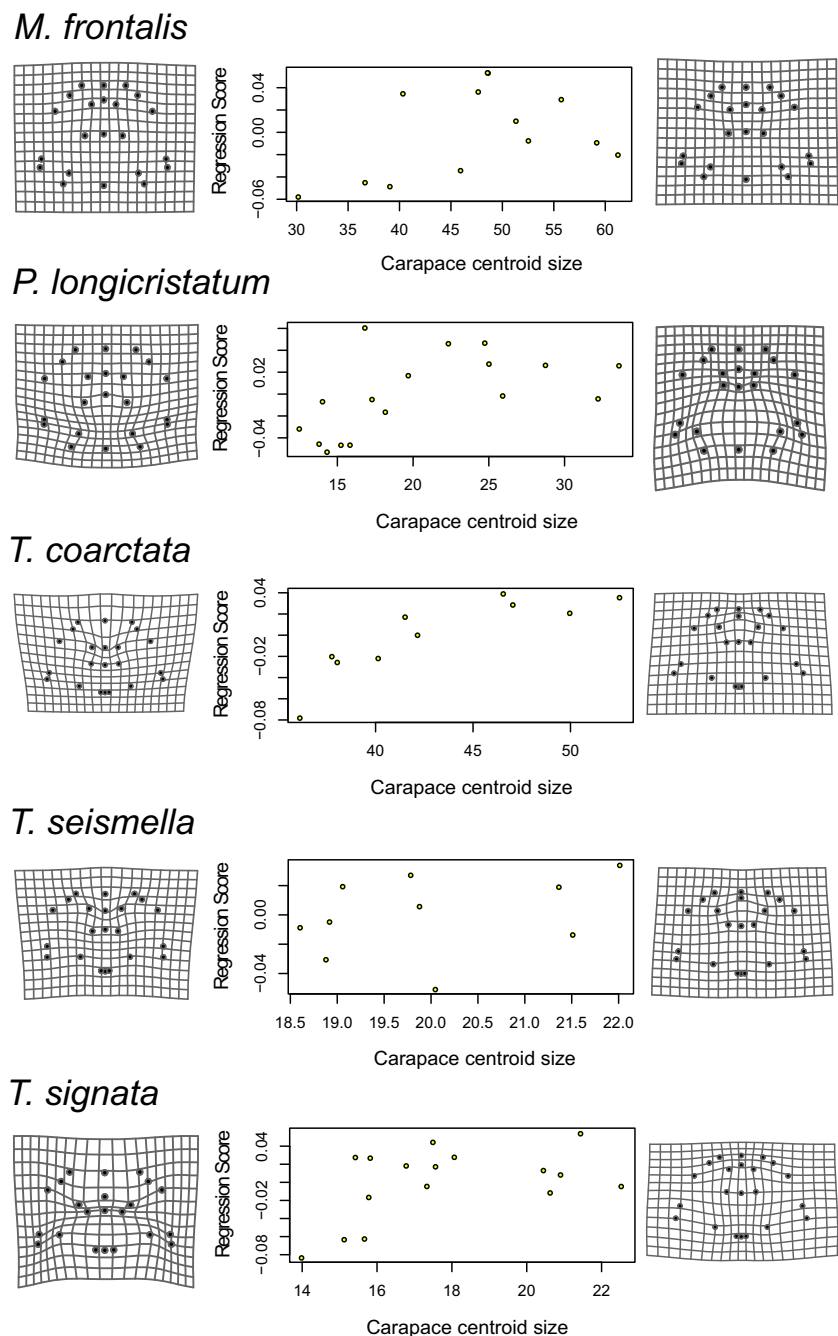 M. frontalis
Regression Score
0.04
0.00
−0.06
30 35 40 45 50 55 60
Carapace centroid size
P. longicristatum
Regression Score
0.02
−0.04
15 20 25 30
Carapace centroid size
T. coarctata
Regression Score
0.04
−0.02
−0.08
40 45 50
Carapace centroid size
T. seismella
Regression Score
0.00
−0.04
18.5 19.0 19.5 20.0 20.5 21.0 21.5 22.0
Carapace centroid size
T. signata
Regression Score
0.04
−0.02
−0.08
14 16 18 20 22
Carapace centroid size